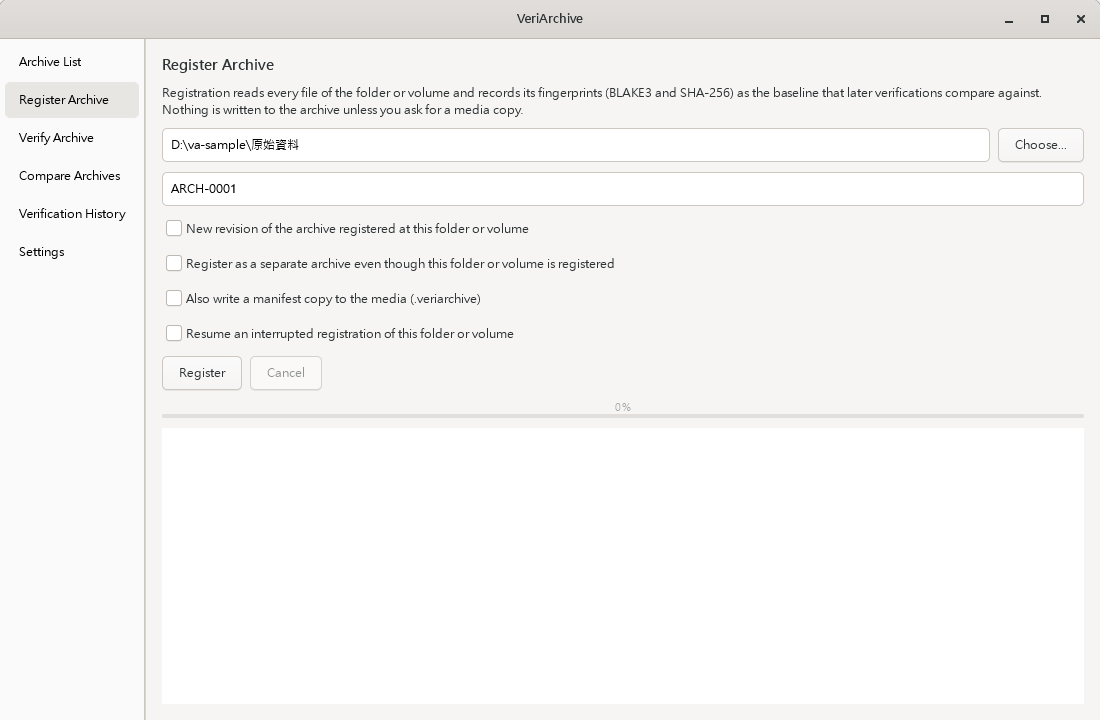 VeriArchive
Archive List
Register Archive
Verify Archive
Compare Archives
Verification History
Settings
Register Archive
Registration reads every file of the folder or volume and records its fingerprints (BLAKE3 and SHA-256) as the baseline that later verifications compare against.
Nothing is written to the archive unless you ask for a media copy.
D:\va-sample\原始資料
Choose...
ARCH-0001
New revision of the archive registered at this folder or volume
Register as a separate archive even though this folder or volume is registered
Also write a manifest copy to the media (.veriarchive)
Resume an interrupted registration of this folder or volume
Register
Cancel
0%